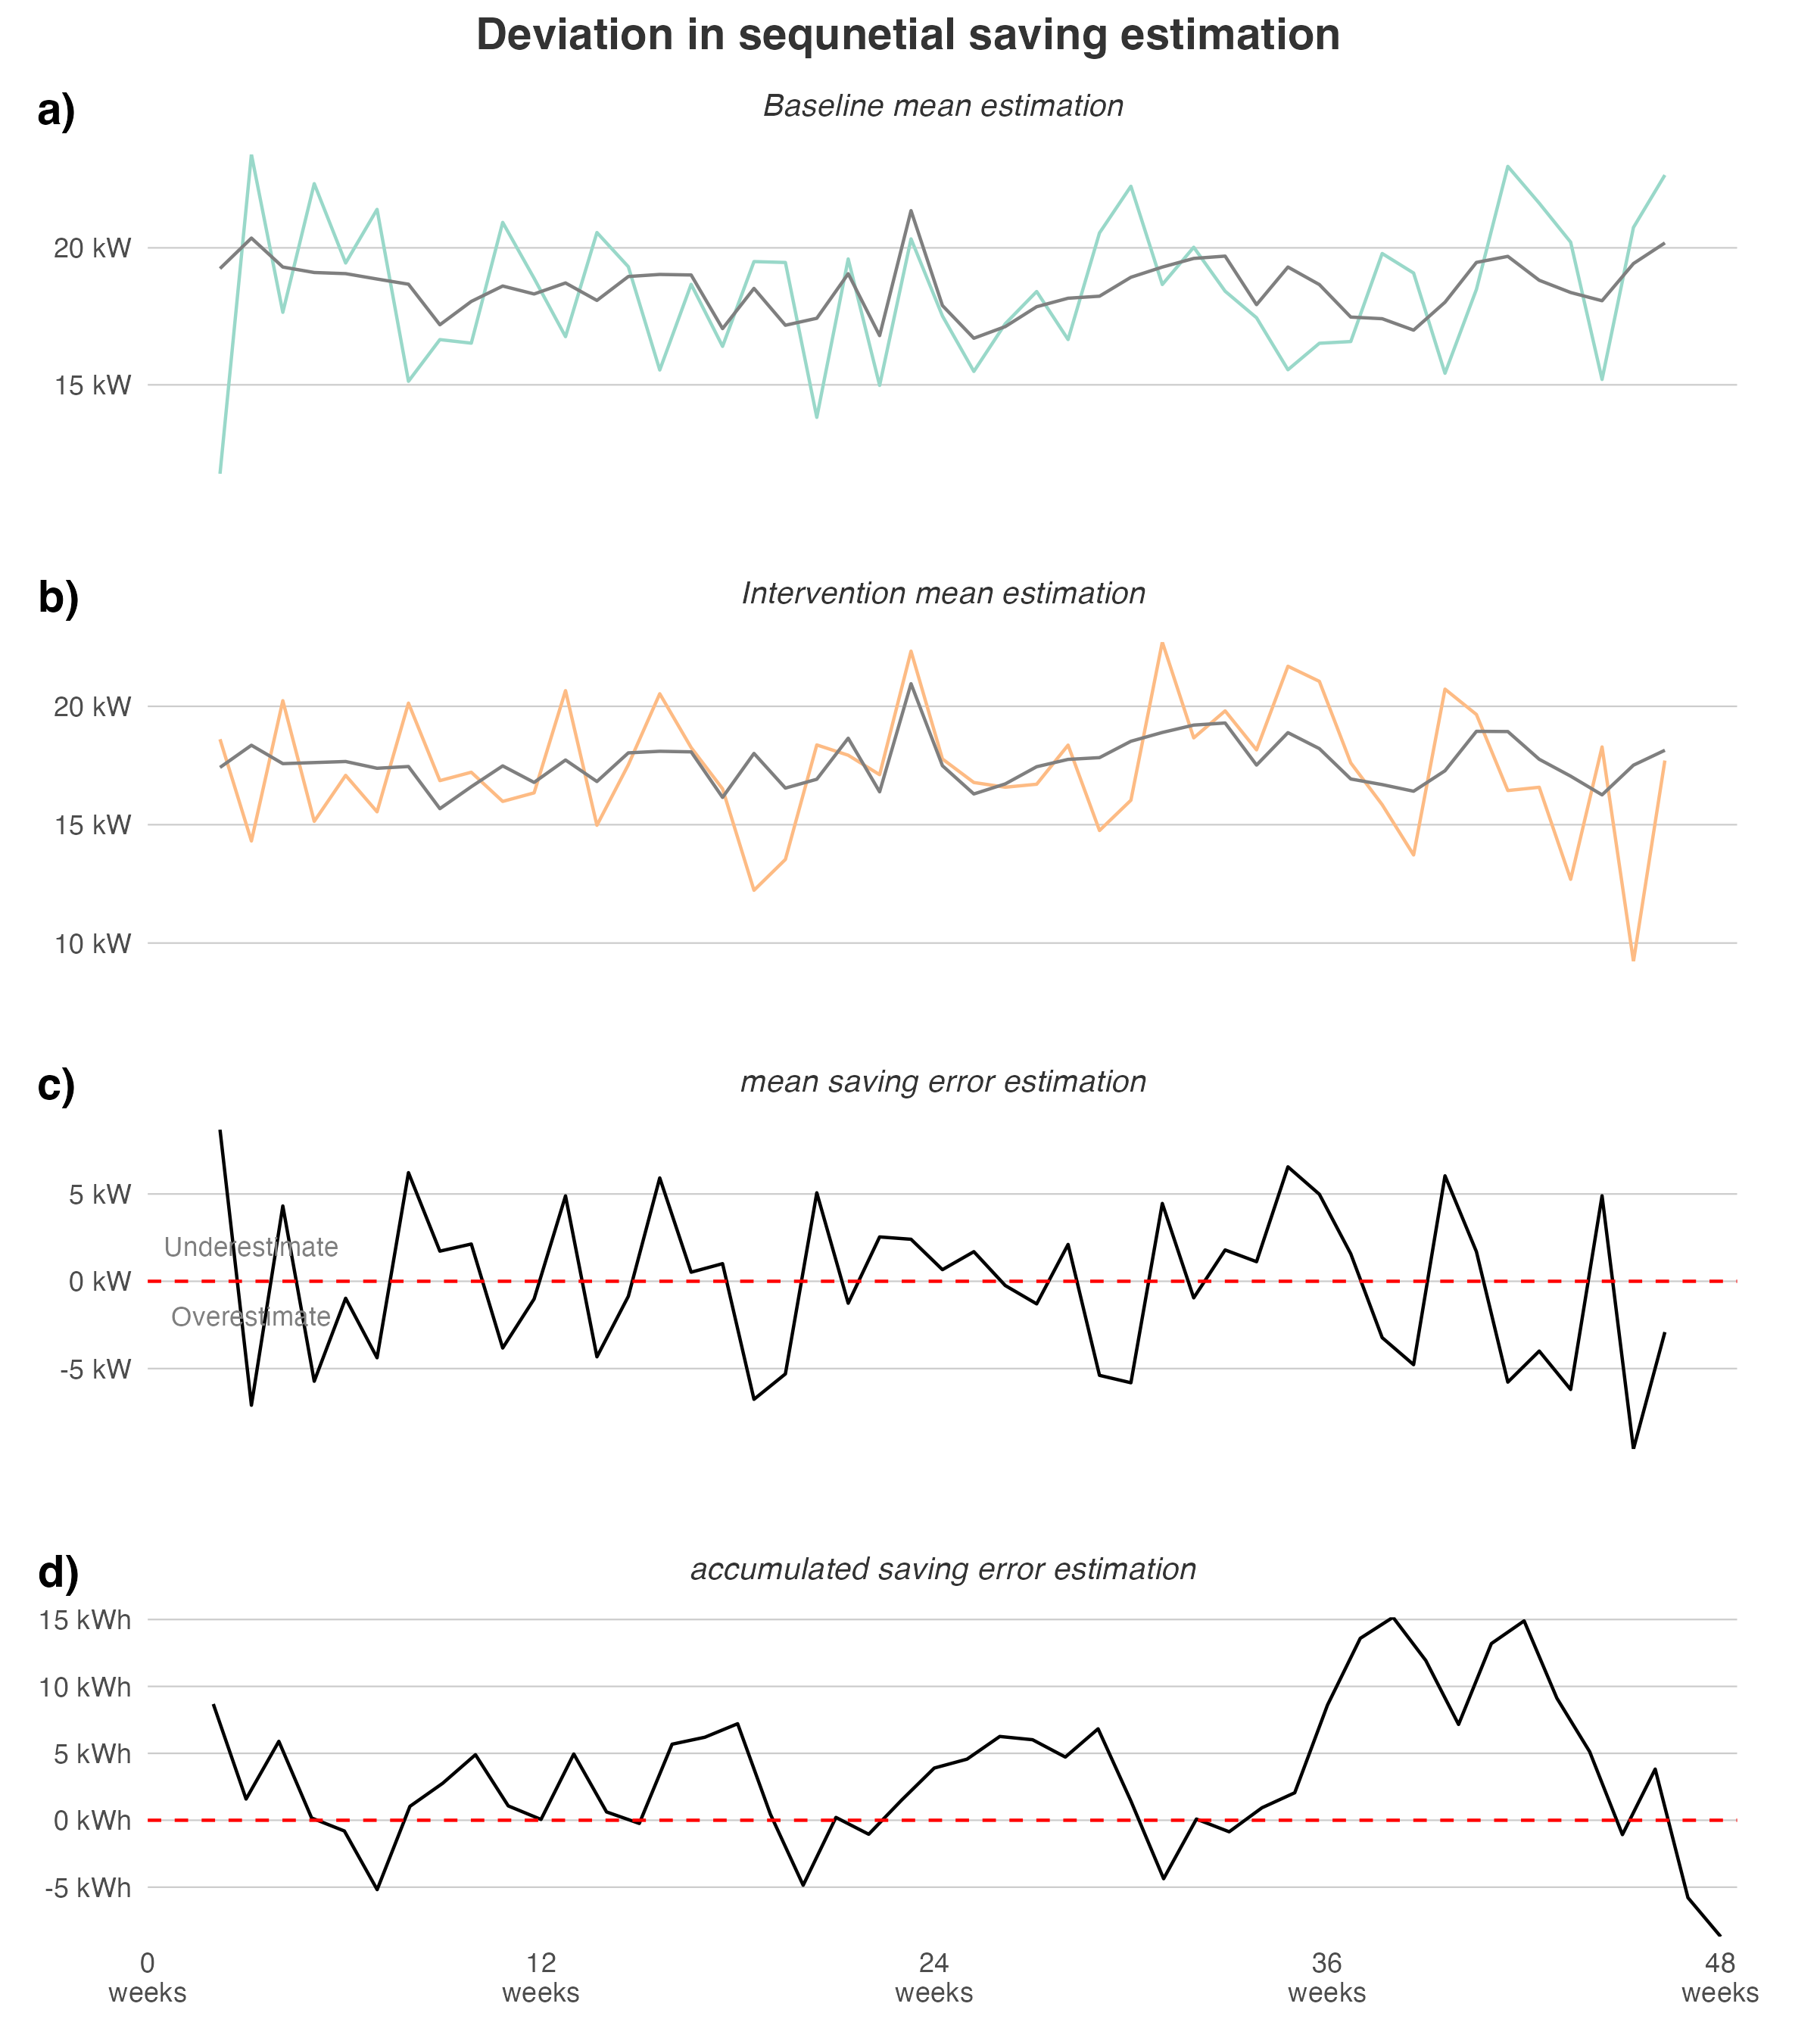 Deviation in sequnetial saving estimation
a)
Baseline mean estimation
20 kW
15 kW
b)
Intervention mean estimation
20 kW
15 kW
10 kW
c)
mean saving error estimation
5 kW
Underestimate
0 kW
Overestimate
-5 kW
d)
accumulated saving error estimation
15 kWh
10 kWh
5 kWh
0 kWh
-5 kWh
0 12 24 36 48
weeks weeks weeks weeks weeks